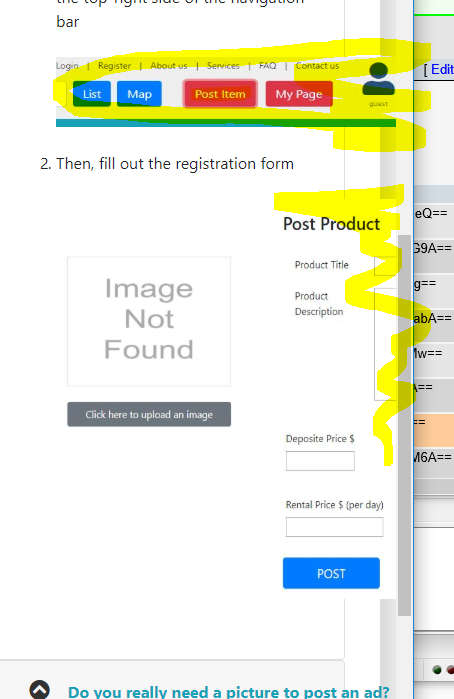 the top-right side of the navigation
bar
Login | Register | About us | Services | FAQ | Contact us
List Map Post Item My Page
guest
[ Edit
2. Then, fill out the registration form
Post Product
eQ==
Product Title
G9A==
Image
Not
Found
Product
Description
g==
abA==
Mw==
A==
Click here to upload an image
==
Deposite Price $
M6A==
Rental Price $ (per day)
POST
Do you really need a picture to post an ad?